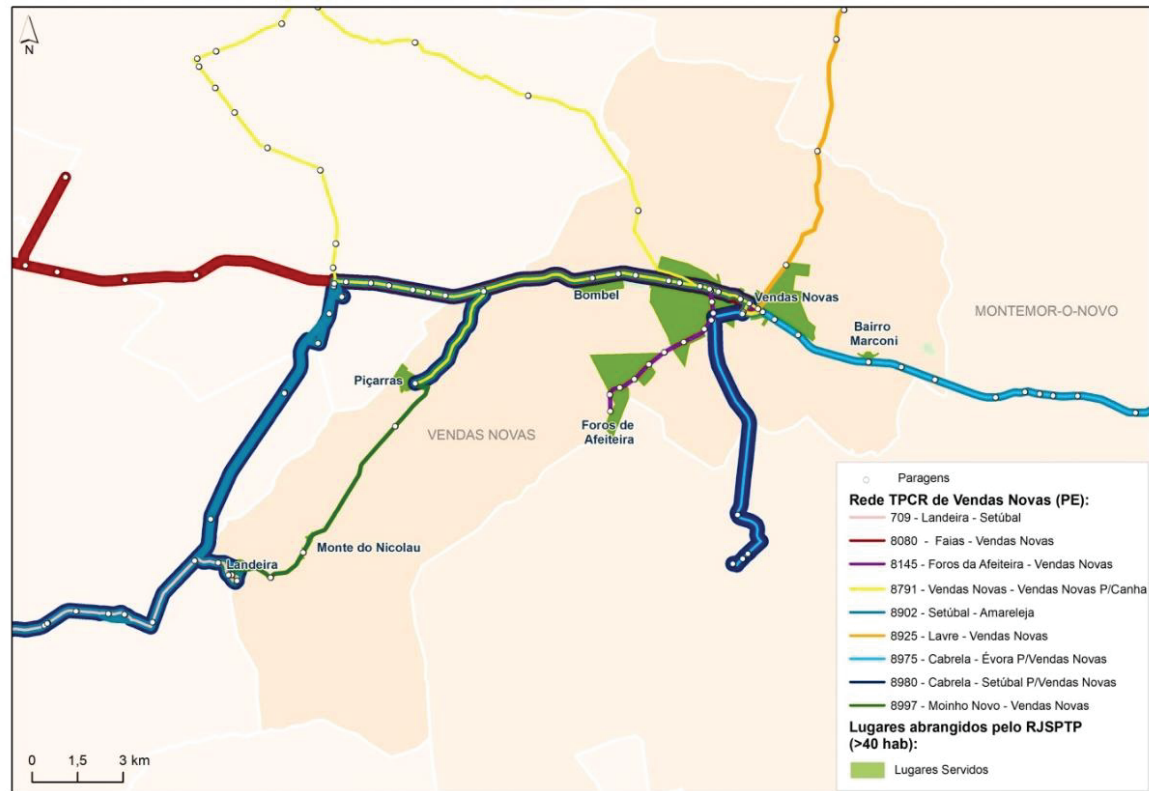 N
Bombel
Vendas Novas
MONTEMOR-O-NOVO
Bairro
Marconi
Piçarras
Foros de
Afeiteira
VENDAS NOVAS
Monte do Nicolau
Landeira
Paragens
Rede TPCR de Vendas Novas (PE):
709 - Landeira - Setúbal
8080 - Faias - Vendas Novas
8145 - Foros da Afeiteira - Vendas Novas
8791 - Vendas Novas - Vendas Novas P/Canha
8902 - Setúbal - Amareleja
8925 - Lavre - Vendas Novas
8975 - Cabrela - Évora P/Vendas Novas
8980 - Cabrela - Setúbal P/Vendas Novas
8997 - Moinho Novo - Vendas Novas
Lugares abrangidos pelo RJSPTP
(>40 hab):
Lugares Servidos
0 1,5 3 km